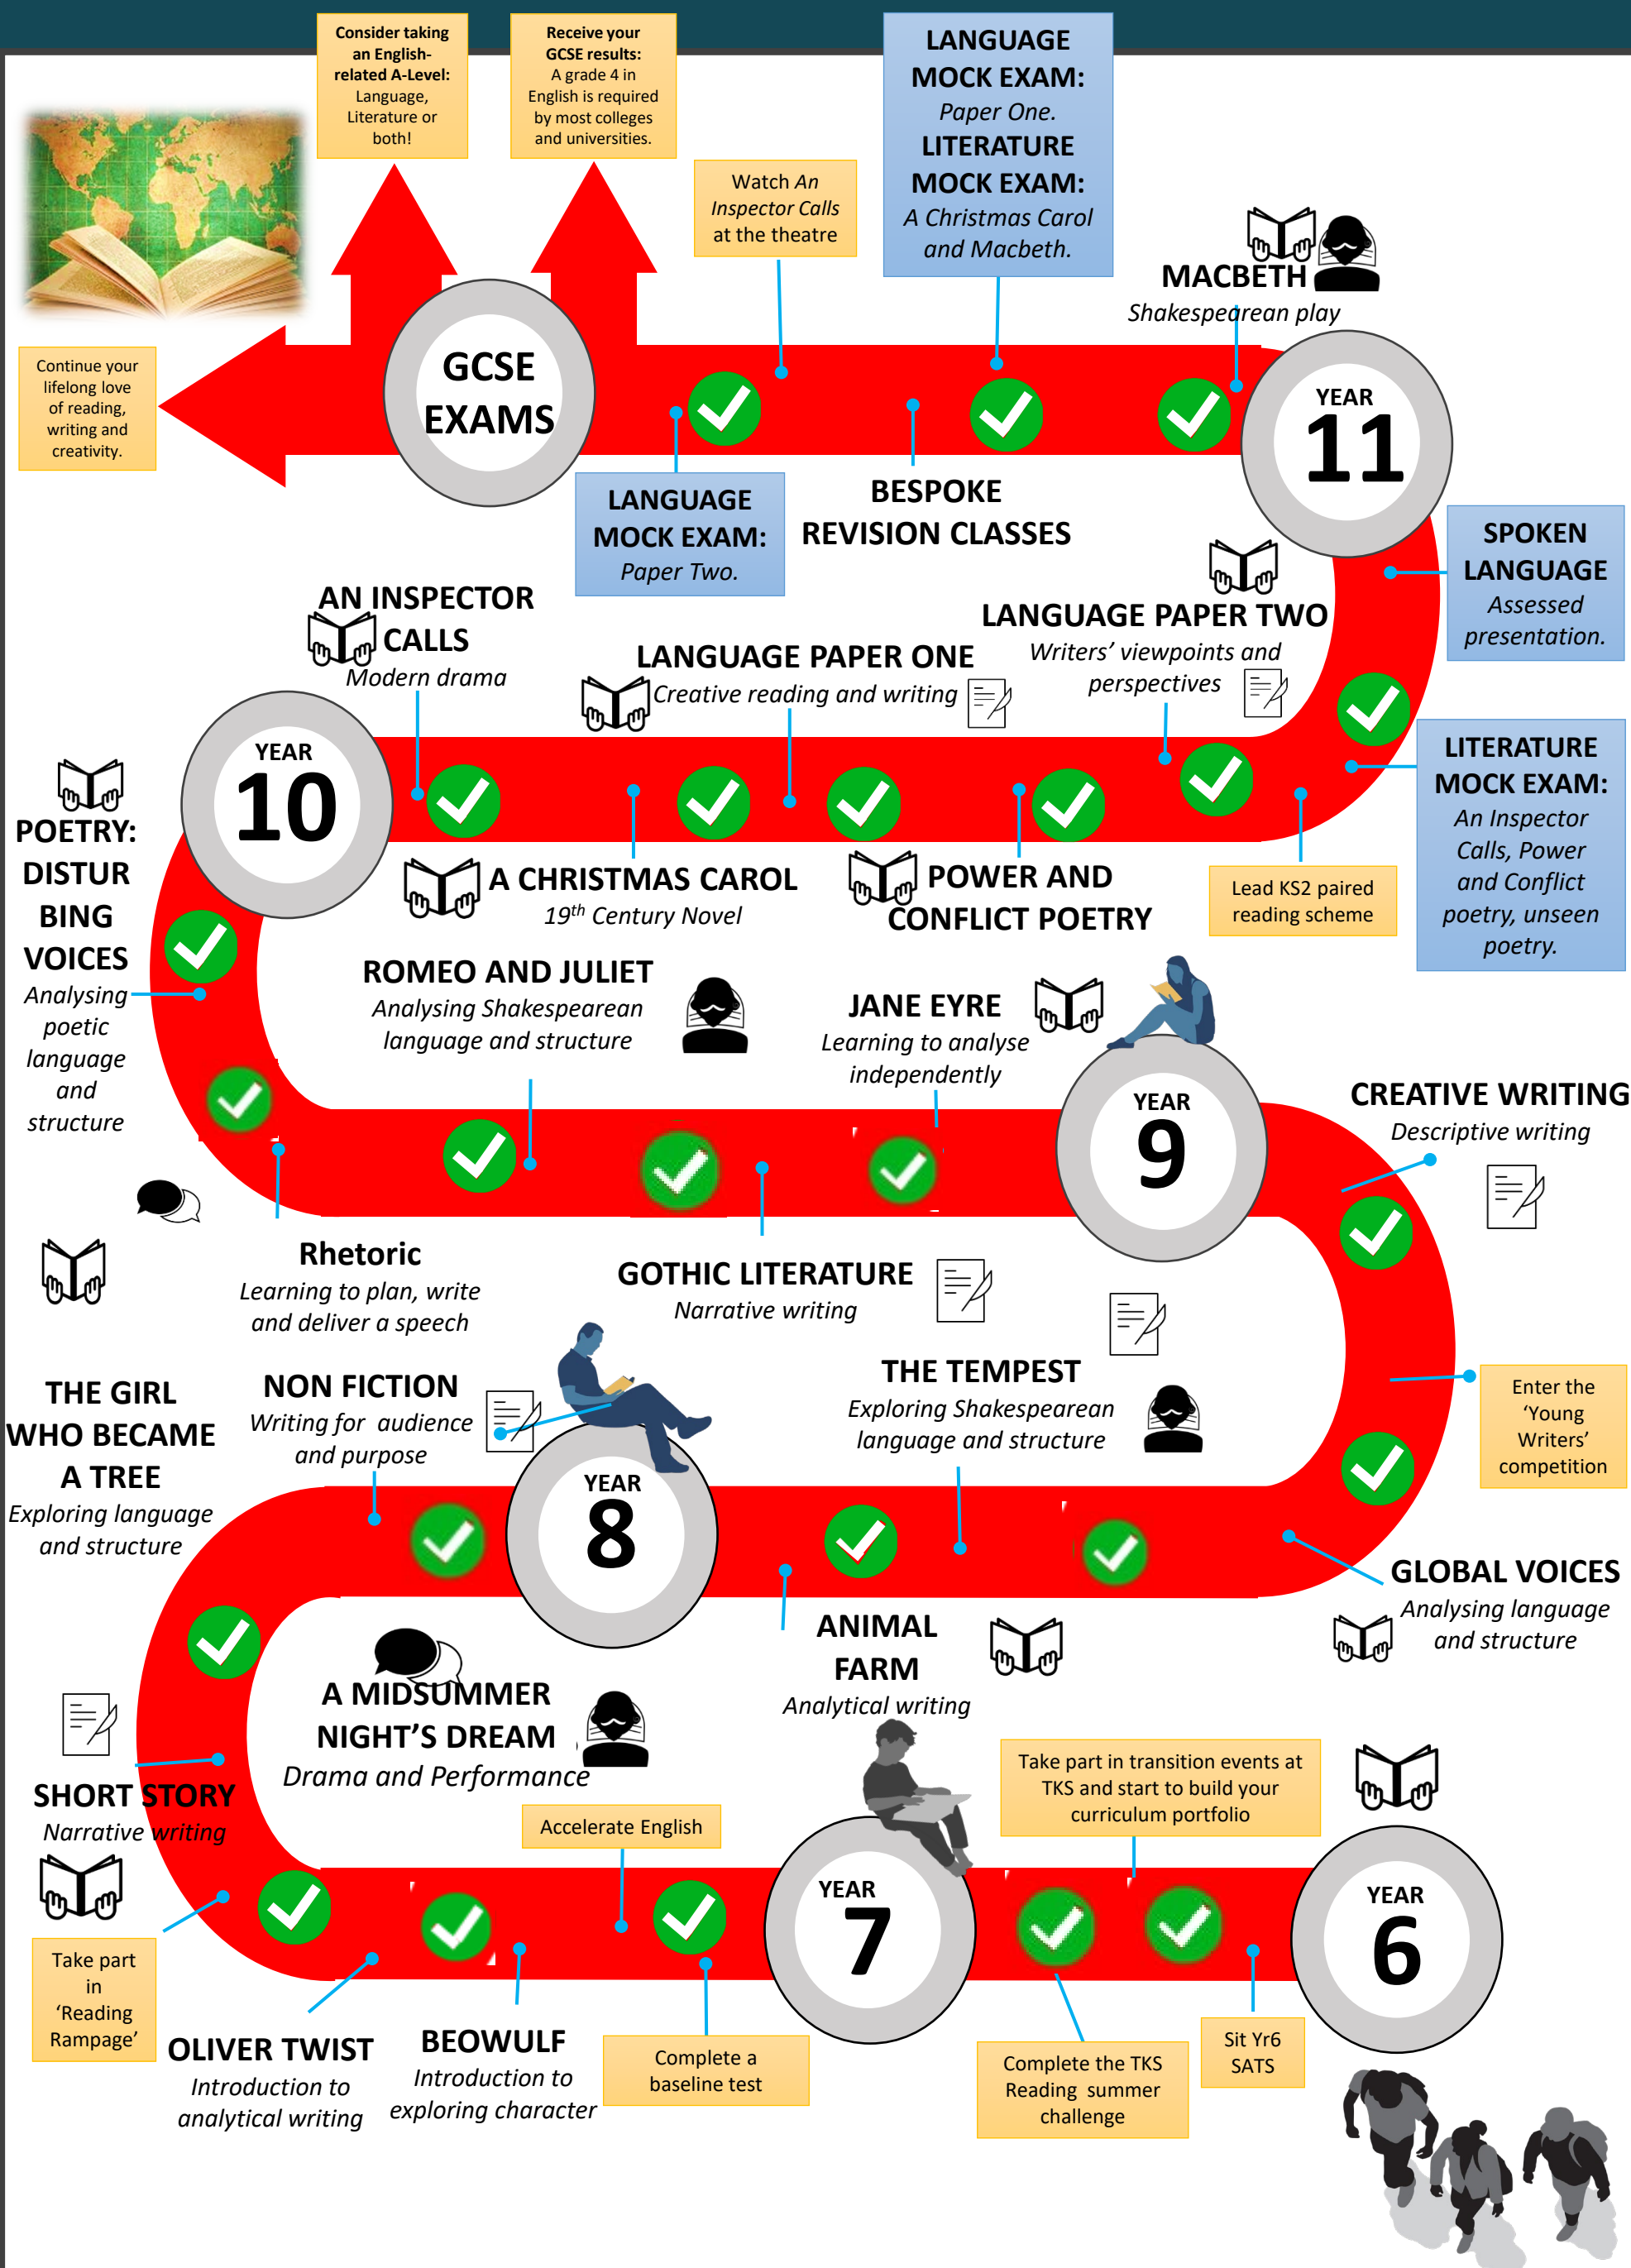 Consider taking
an English-
related A-Level:
Language,
Literature or
both!
Receive your
GCSE results:
A grade 4 in
English is required
by most colleges
and universities.
LANGUAGE
MOCK EXAM:
Paper One.
LITERATURE
MOCK EXAM:
A Christmas Carol
and Macbeth.
Watch An
Inspector Calls
at the theatre
MACBETH
Shakespearean play
Continue your
lifelong love
of reading,
writing and
creativity.
GCSE
EXAMS
YEAR
11
LANGUAGE
MOCK EXAM:
Paper Two.
BESPOKE
REVISION CLASSES
SPOKEN
LANGUAGE
Assessed
presentation.
AN INSPECTOR
CALLS
Modern drama
LANGUAGE PAPER ONE
Creative reading and writing
LANGUAGE PAPER TWO
Writers' viewpoints and
perspectives
YEAR
10
LITERATURE
MOCK EXAM:
An Inspector
Calls, Power
and Conflict
poetry, unseen
poetry.
POETRY:
DISTUR
BING
VOICES
Analysing
poetic
language
and
structure
A CHRISTMAS CAROL
19th Century Novel
POWER AND
CONFLICT POETRY
Lead KS2 paired
reading scheme
ROMEO AND JULIET
Analysing Shakespearean
language and structure
JANE EYRE
Learning to analyse
independently
YEAR
9
CREATIVE WRITING
Descriptive writing
Rhetoric
Learning to plan, write
and deliver a speech
GOTHIC LITERATURE
Narrative writing
THE GIRL
WHO BECAME
A TREE
Exploring language
and structure
NON FICTION
Writing for audience
and purpose
THE TEMPEST
Exploring Shakespearean
language and structure
Enter the
‘Young
Writers’
competition
YEAR
8
GLOBAL VOICES
Analysing language
and structure
ANIMAL
FARM
Analytical writing
A MIDSUMMER
NIGHT’S DREAM
Drama and Performance
SHORT STORY
Narrative writing
Accelerate English
Take part in transition events at
TKS and start to build your
curriculum portfolio
YEAR
7
YEAR
6
Take part
in
‘Reading
Rampage’
OLIVER TWIST
Introduction to
analytical writing
BEOWULF
Introduction to
exploring character
Complete a
baseline test
Complete the TKS
Reading summer
challenge
Sit Yr6
SATS